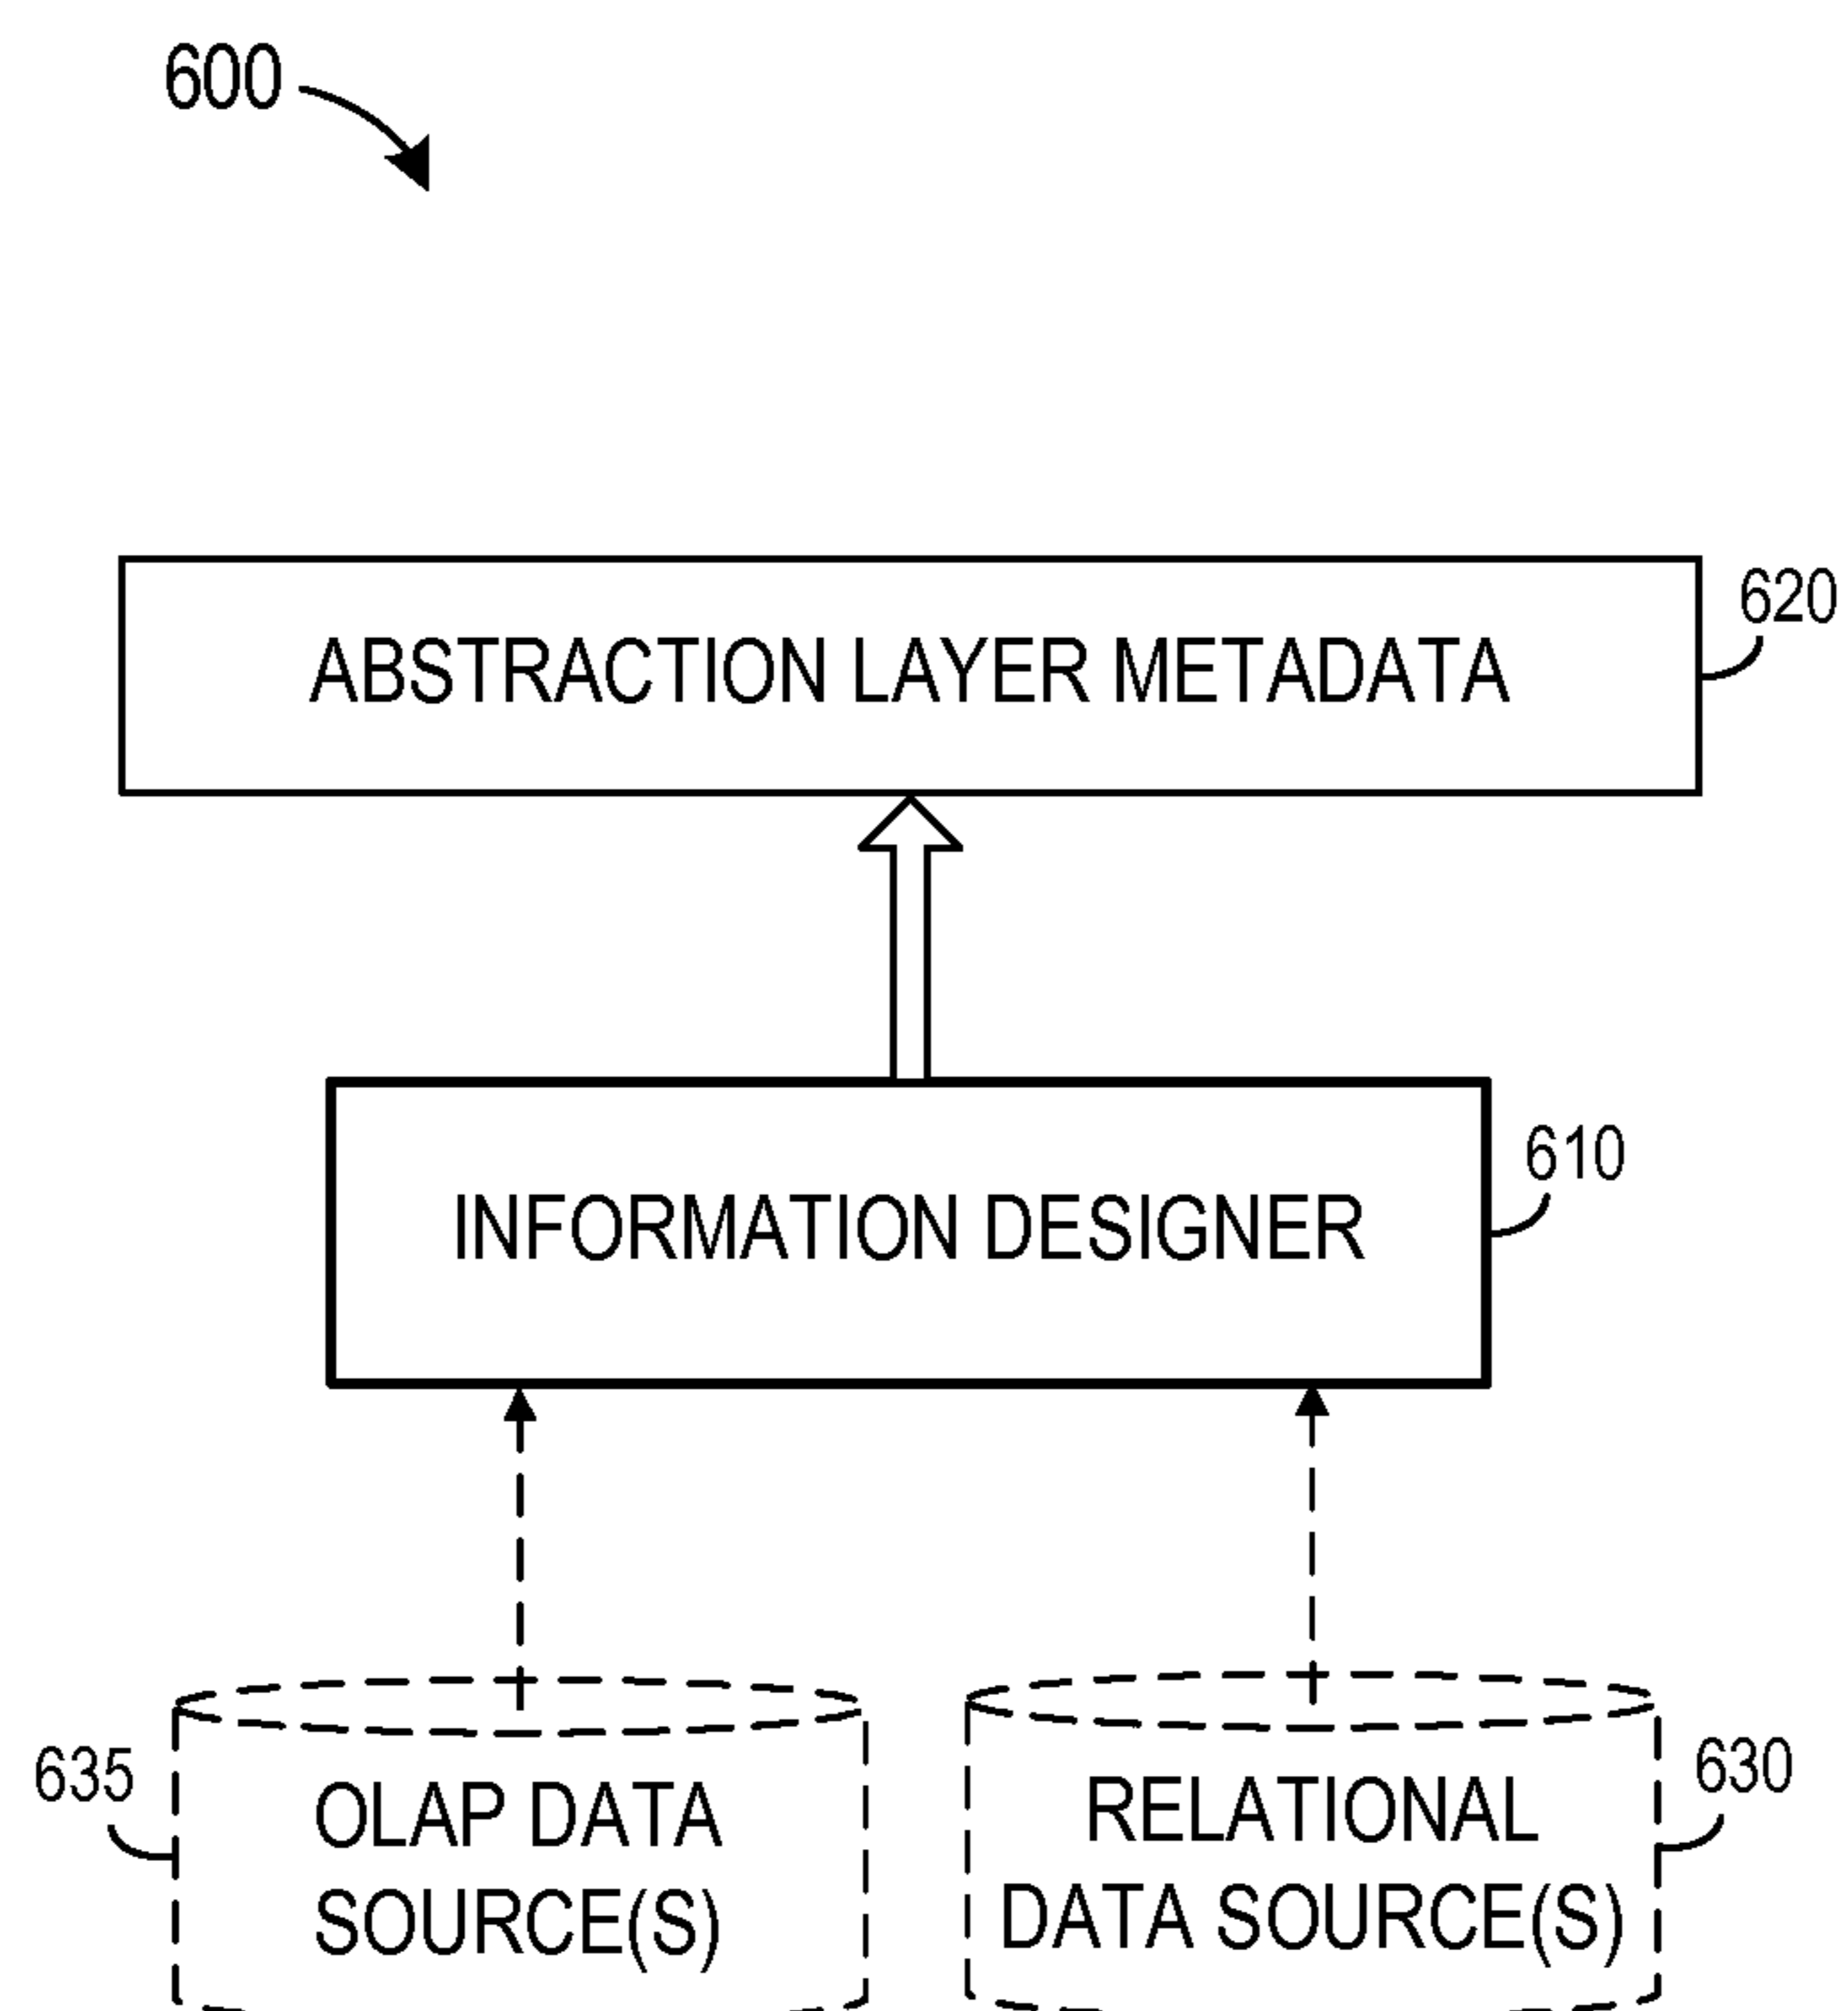 600
620
ABSTRACTION LAYER METADATA
610
INFORMATION DESIGNER
635
OLAP DATA
SOURCE(S)
630
RELATIONAL
DATA SOURCE(S)